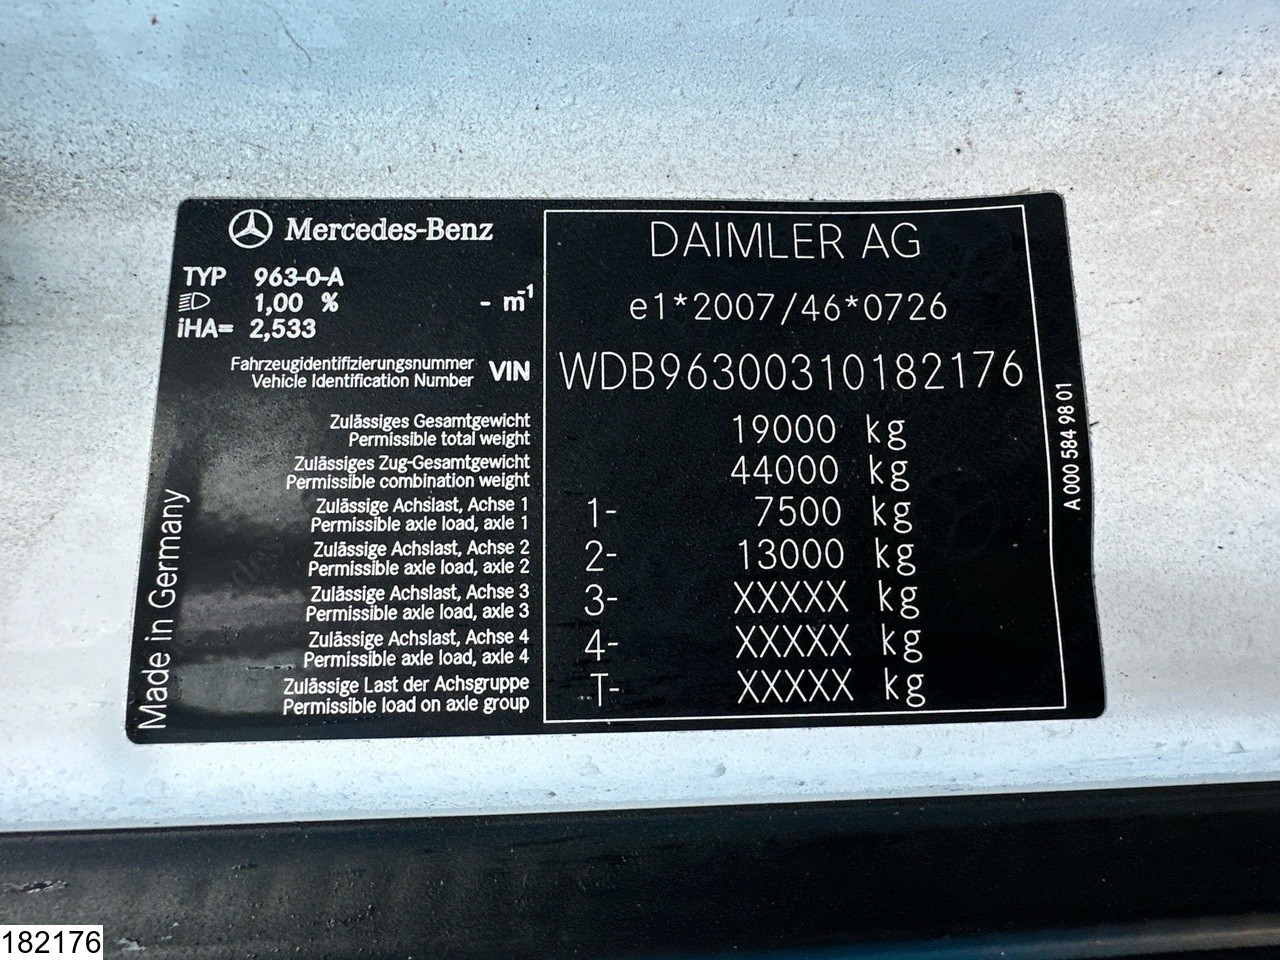 Mercedes-Benz
TYP 963-0-A
1,00 % - m-1
iHA= 2,533
DAIMLER AG
e1*2007/46*0726
Fahrzeugidentifizierungsnummer
Vehicle Identification Number VIN WDB96300310182176
Zulässiges Gesamtgewicht
Permissible total weight 19000 kg
Zulässiges Zug-Gesamtgewicht
Permissible combination weight 44000 kg
Zulässige Achslast, Achse 1
Permissible axle load, axle 1 1- 7500 kg
Zulässige Achslast, Achse 2
Permissible axle load, axle 2 2- 13000 kg
Zulässige Achslast, Achse 3
Permissible axle load, axle 3 3- XXXXX kg
Zulässige Achslast, Achse 4
Permissible axle load, axle 4 4- XXXXX kg
Zulässige Last der Achsgruppe
Permissible load on axle group T- XXXXX kg
Made in Germany
A 000 584 98 01
182176